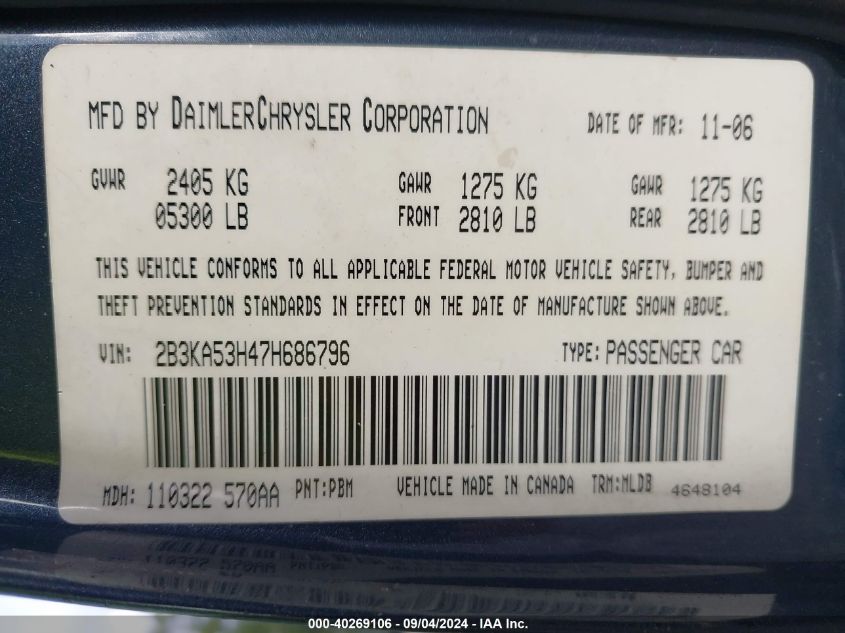 MFD BY DAIMLERCHRYSLER CORPORATION DATE OF MFR: 11-06
GVWR 2405 KG GAWR 1275 KG GAWR 1275 KG
05300 LB FRONT 2810 LB REAR 2810 LB
THIS VEHICLE CONFORMS TO ALL APPLICABLE FEDERAL MOTOR VEHICLE SAFETY, BUMPER AND
THEFT PREVENTION STANDARDS IN EFFECT ON THE DATE OF MANUFACTURE SHOWN ABOVE.
VIN: 2B3KA53H47H686796 TYPE: PASSENGER CAR
MDH: 110322 570AA PNT:PBM VEHICLE MADE IN CANADA TRM:MLDB 4648104
110322 570AA
000-40269106 - 09/04/2024 - IAA Inc.